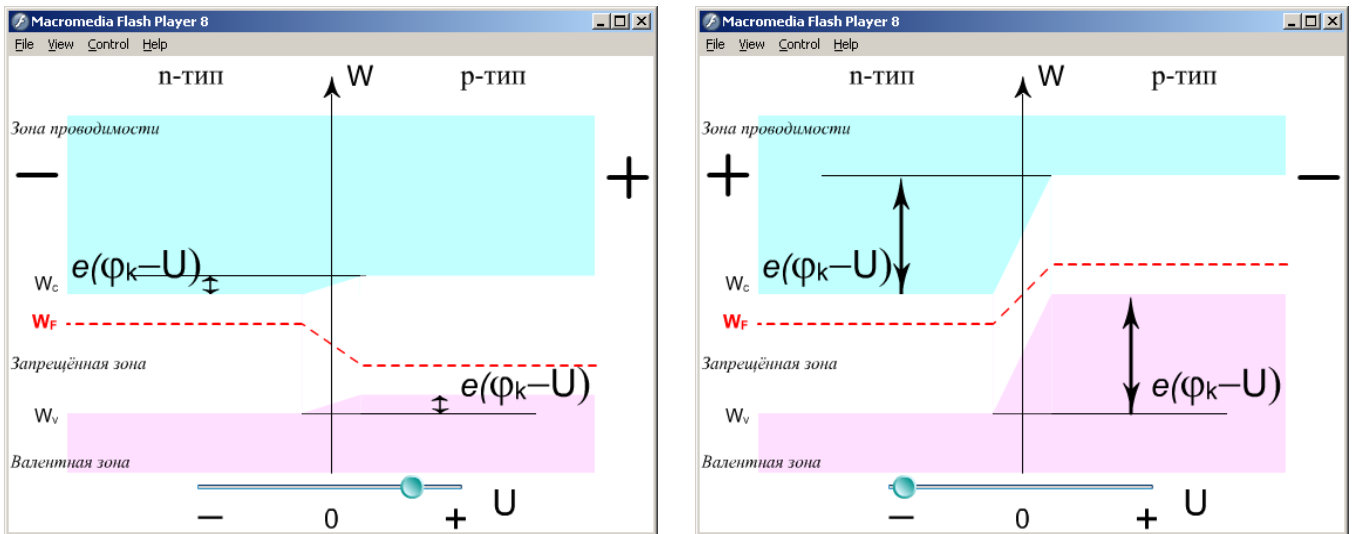 Macromedia Flash Player 8
File View Control Help
n-тип W p-тип
Зона проводимости
− +
e(φk−U)
Wc
WF
Запрещённая зона
e(φk−U)
Wv
Валентная зона
− 0 + U
Macromedia Flash Player 8
File View Control Help
n-тип W p-тип
Зона проводимости
+ −
e(φk−U)
Wc
WF
Запрещённая зона
e(φk−U)
Wv
Валентная зона
− 0 + U